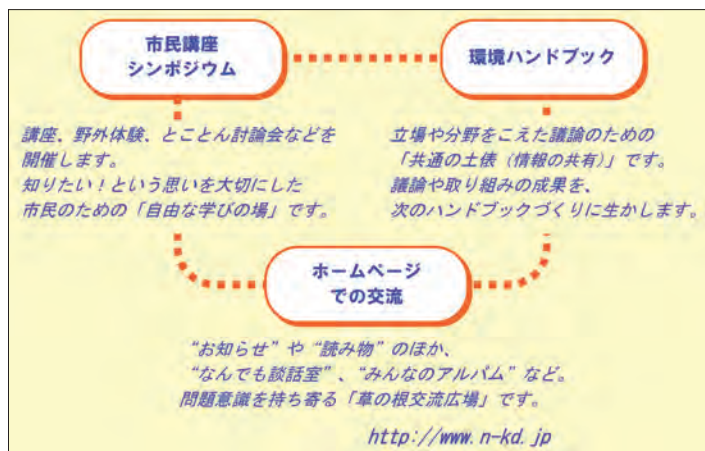 市民講座
シンポジウム
環境ハンドブック
講座、野外体験、とことん討論会などを
開催します。
知りたい！という思いを大切にした
市民のための「自由な学びの場」です。
立場や分野をこえた議論のための
「共通の土俵（情報の共有）」です。
議論や取り組みの成果を、
次のハンドブックづくりに生かします。
ホームページ
での交流
“お知らせ”や“読み物”のほか、
“なんでも談話室”、“みんなのアルバム”など。
問題意識を持ち寄る「草の根交流広場」です。
http://www.n-kd.jp